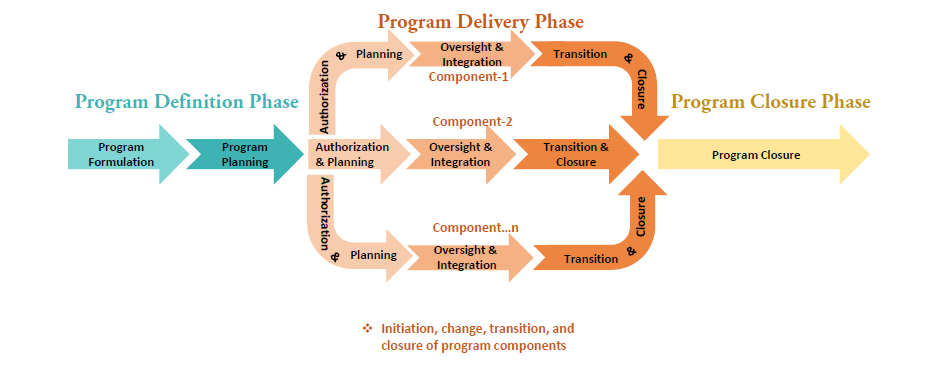 Program Delivery Phase
Authorization & Planning
Oversight &
Integration
Transition & Closure
Component-1
Program Definition Phase
Program Closure Phase
Component-2
Program
Formulation
Program
Planning
Authorization
& Planning
Oversight &
Integration
Transition &
Closure
Program Closure
Component...n
Authorization & Planning
Oversight &
Integration
Transition & Closure
❖ Initiation, change, transition, and
closure of program components